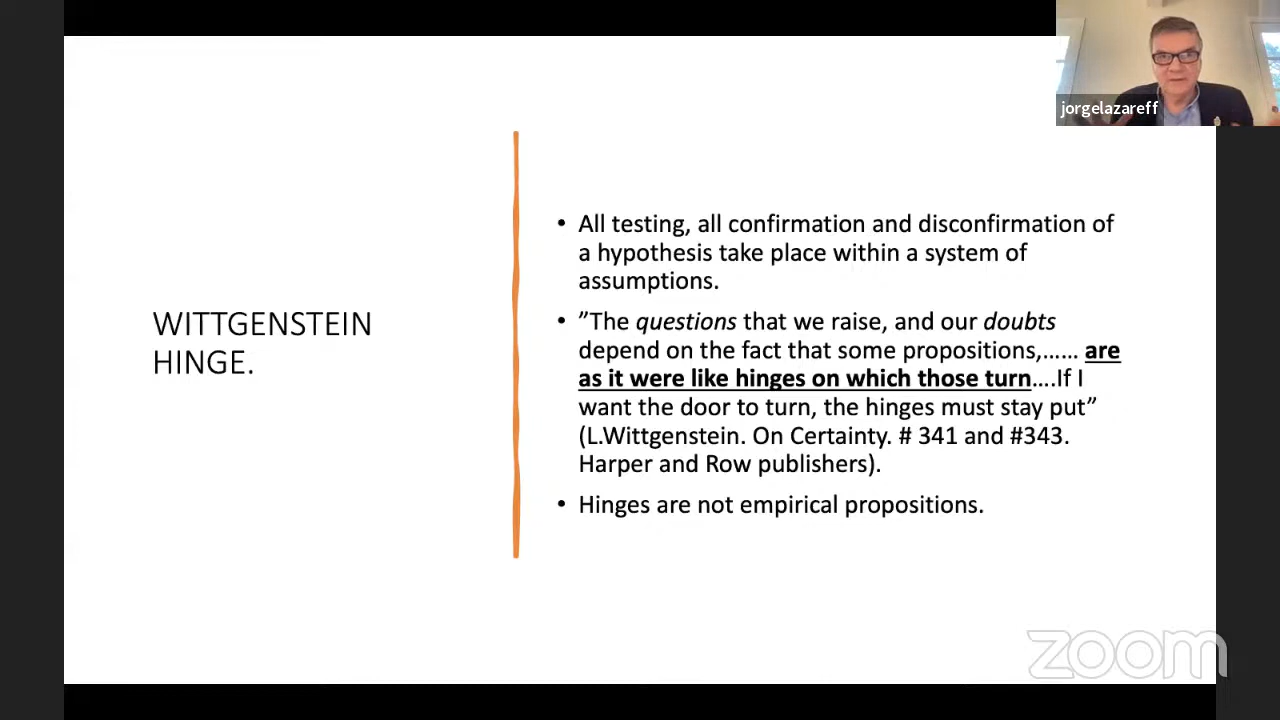 jorgelazareff
WITTGENSTEIN
HINGE.
• All testing, all confirmation and disconfirmation of
a hypothesis take place within a system of
assumptions.
• ”The questions that we raise, and our doubts
depend on the fact that some propositions,…… are
as it were like hinges on which those turn….If I
want the door to turn, the hinges must stay put”
(L.Wittgenstein. On Certainty. # 341 and #343.
Harper and Row publishers).
• Hinges are not empirical propositions.
zoom